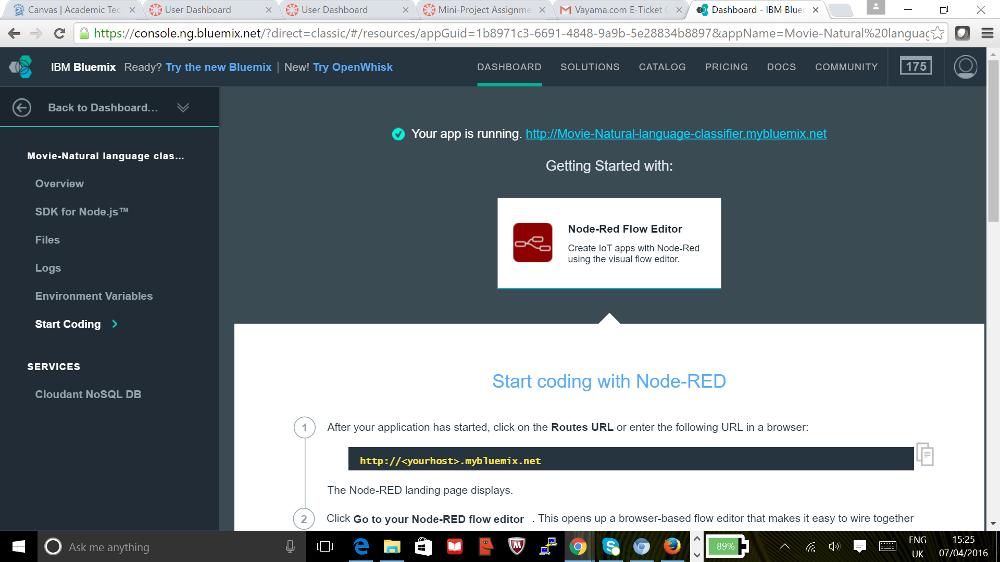 Canvas | Academic Tec
User Dashboard
User Dashboard
Mini-Project Assignme
Vayama.com E-Ticket C
Dashboard - IBM Bluer
https://console.ng.bluemix.net/?direct=classic/#/resources/appGuid=1b8971c3-6691-4848-9a9b-5e28834b8897&appName=Movie-Natural%20languag
IBM Bluemix Ready? Try the new Bluemix | New! Try OpenWhisk
DASHBOARD SOLUTIONS CATALOG PRICING DOCS COMMUNITY 175
Back to Dashboard...
Movie-Natural language clas...
Overview
SDK for Node.js™
Files
Logs
Environment Variables
Start Coding
SERVICES
Cloudant NoSQL DB
Your app is running. http://Movie-Natural-language-classifier.mybluemix.net
Getting Started with:
Node-Red Flow Editor
Create IoT apps with Node-Red
using the visual flow editor.
Start coding with Node-RED
1 After your application has started, click on the Routes URL or enter the following URL in a browser:
http://<yourhost>.mybluemix.net
The Node-RED landing page displays.
2 Click Go to your Node-RED flow editor . This opens up a browser-based flow editor that makes it easy to wire together
Ask me anything
89%
ENG
UK
15:25
07/04/2016